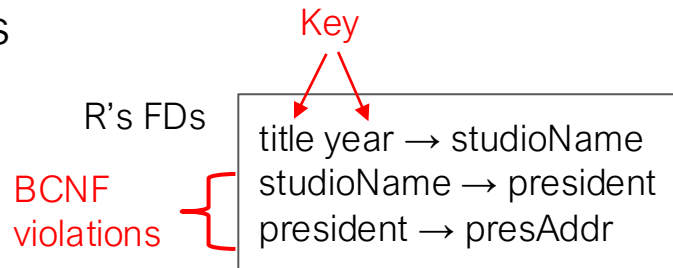 s
Key
R's FDs
title year → studioName
studioName → president
president → presAddr
BCNF
violations